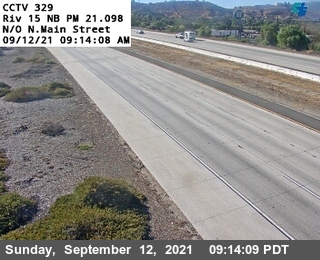 CCTV 329
Riv 15 NB PM 21.098
N/O N.Main Street
09/12/21 09:14:08 AM
Sunday, September 12, 2021 09:14:09 PDT